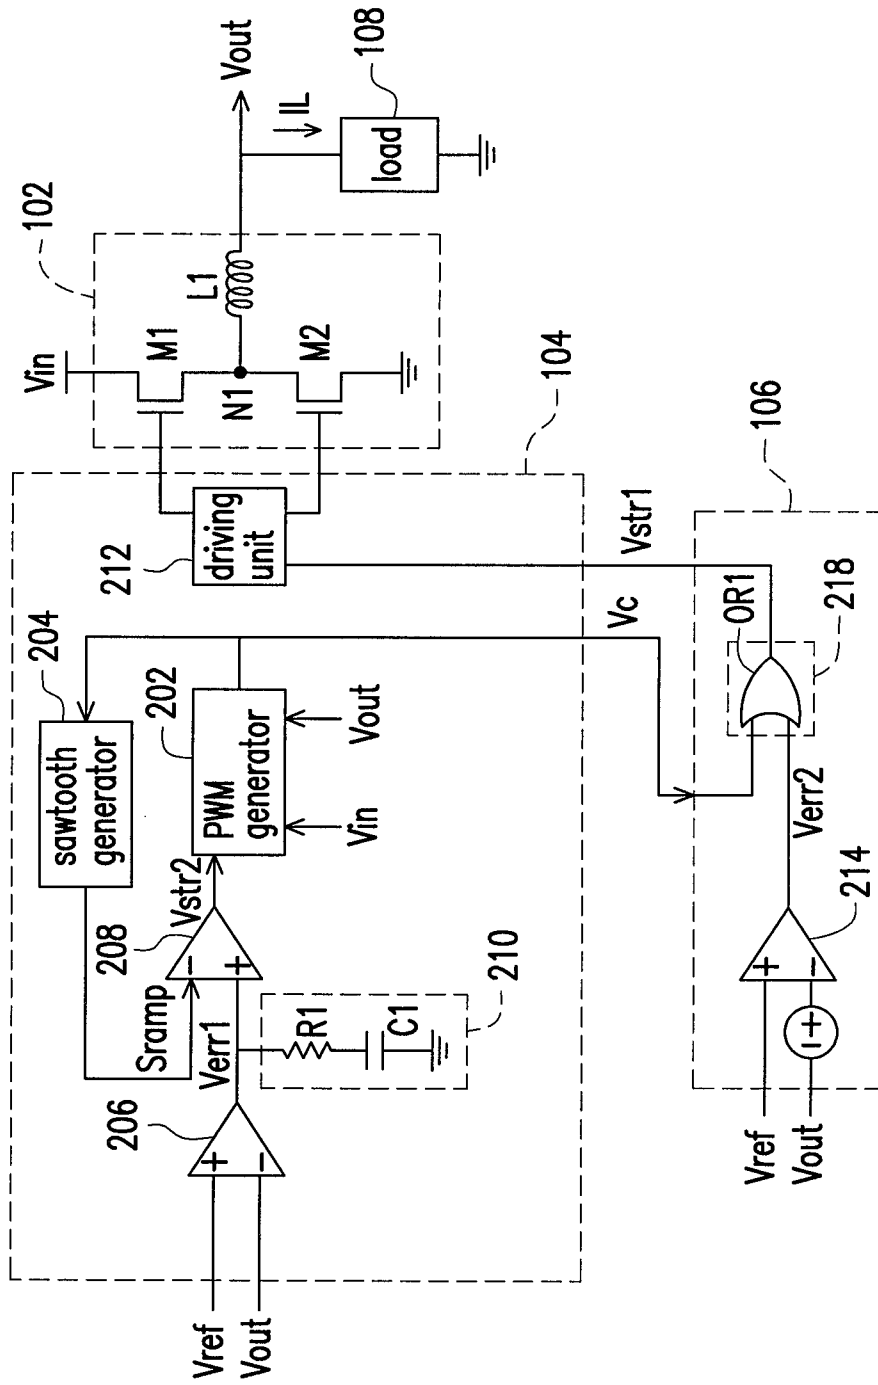 102
Vin
M1
L1
N1
M2
Vout
IL
load
108
104
204
sawtooth
generator
212
driving
unit
202
PWM
generator
Vin
Vout
Vstr2
208
Sramp
-
+
Verr1
206
+
-
Vref
Vout
R1
C1
210
Vc
Vstr1
106
OR1
218
Verr2
214
+
-
+
-
Vref
Vout